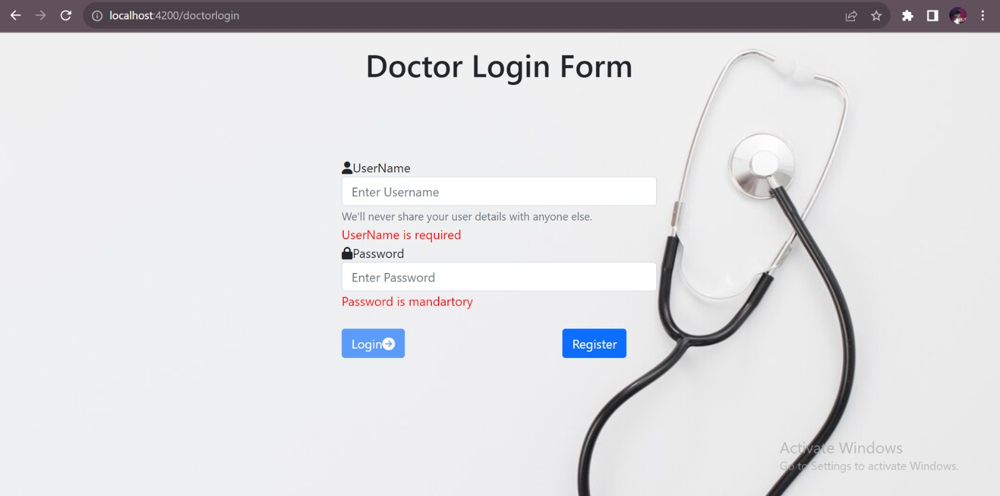 localhost:4200/doctorlogin
Doctor Login Form
UserName
Enter Username
We'll never share your user details with anyone else.
UserName is required
Password
Enter Password
Password is mandartory
Login
Register
Activate Windows
Go to Settings to activate Windows.